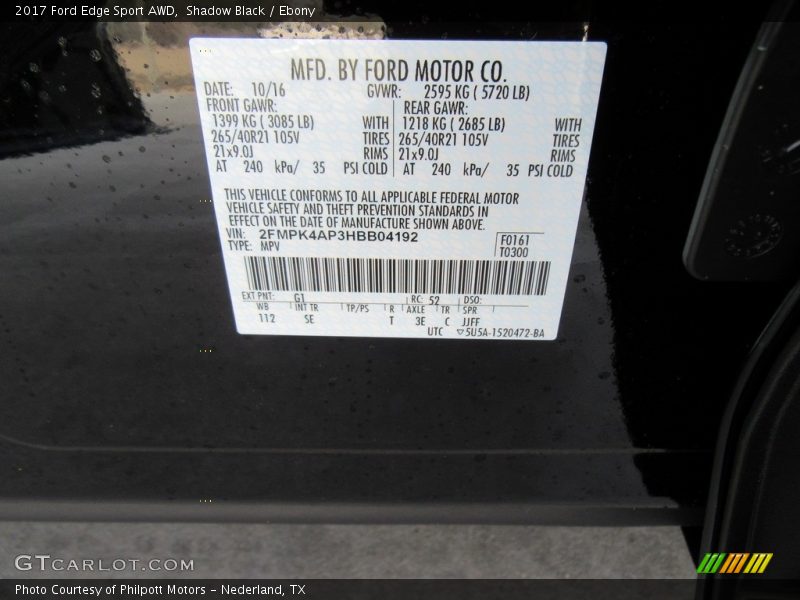 2017 Ford Edge Sport AWD,  Shadow Black / Ebony
MFD. BY FORD MOTOR CO.
DATE: 10/16 GVWR: 2595 KG ( 5720 LB)
FRONT GAWR: REAR GAWR:
1399 KG ( 3085 LB) WITH 1218 KG ( 2685 LB) WITH
265/40R21 105V TIRES 265/40R21 105V TIRES
21x9.0J RIMS 21x9.0J RIMS
AT 240 kPa/ 35 PSI COLD AT 240 kPa/ 35 PSI COLD
THIS VEHICLE CONFORMS TO ALL APPLICABLE FEDERAL MOTOR
VEHICLE SAFETY AND THEFT PREVENTION STANDARDS IN
EFFECT ON THE DATE OF MANUFACTURE SHOWN ABOVE.
VIN: 2FMPK4AP3HBB04192 F0161
TYPE: MPV T0300
EXT PNT: G1 RC: 52 DSO:
WB INT TR TP/PS R AXLE TR SPR
112 SE T 3E C JJFF
UTC ▽5U5A-1520472-BA
GTCARLOT.COM
Photo Courtesy of Philpott Motors - Nederland, TX